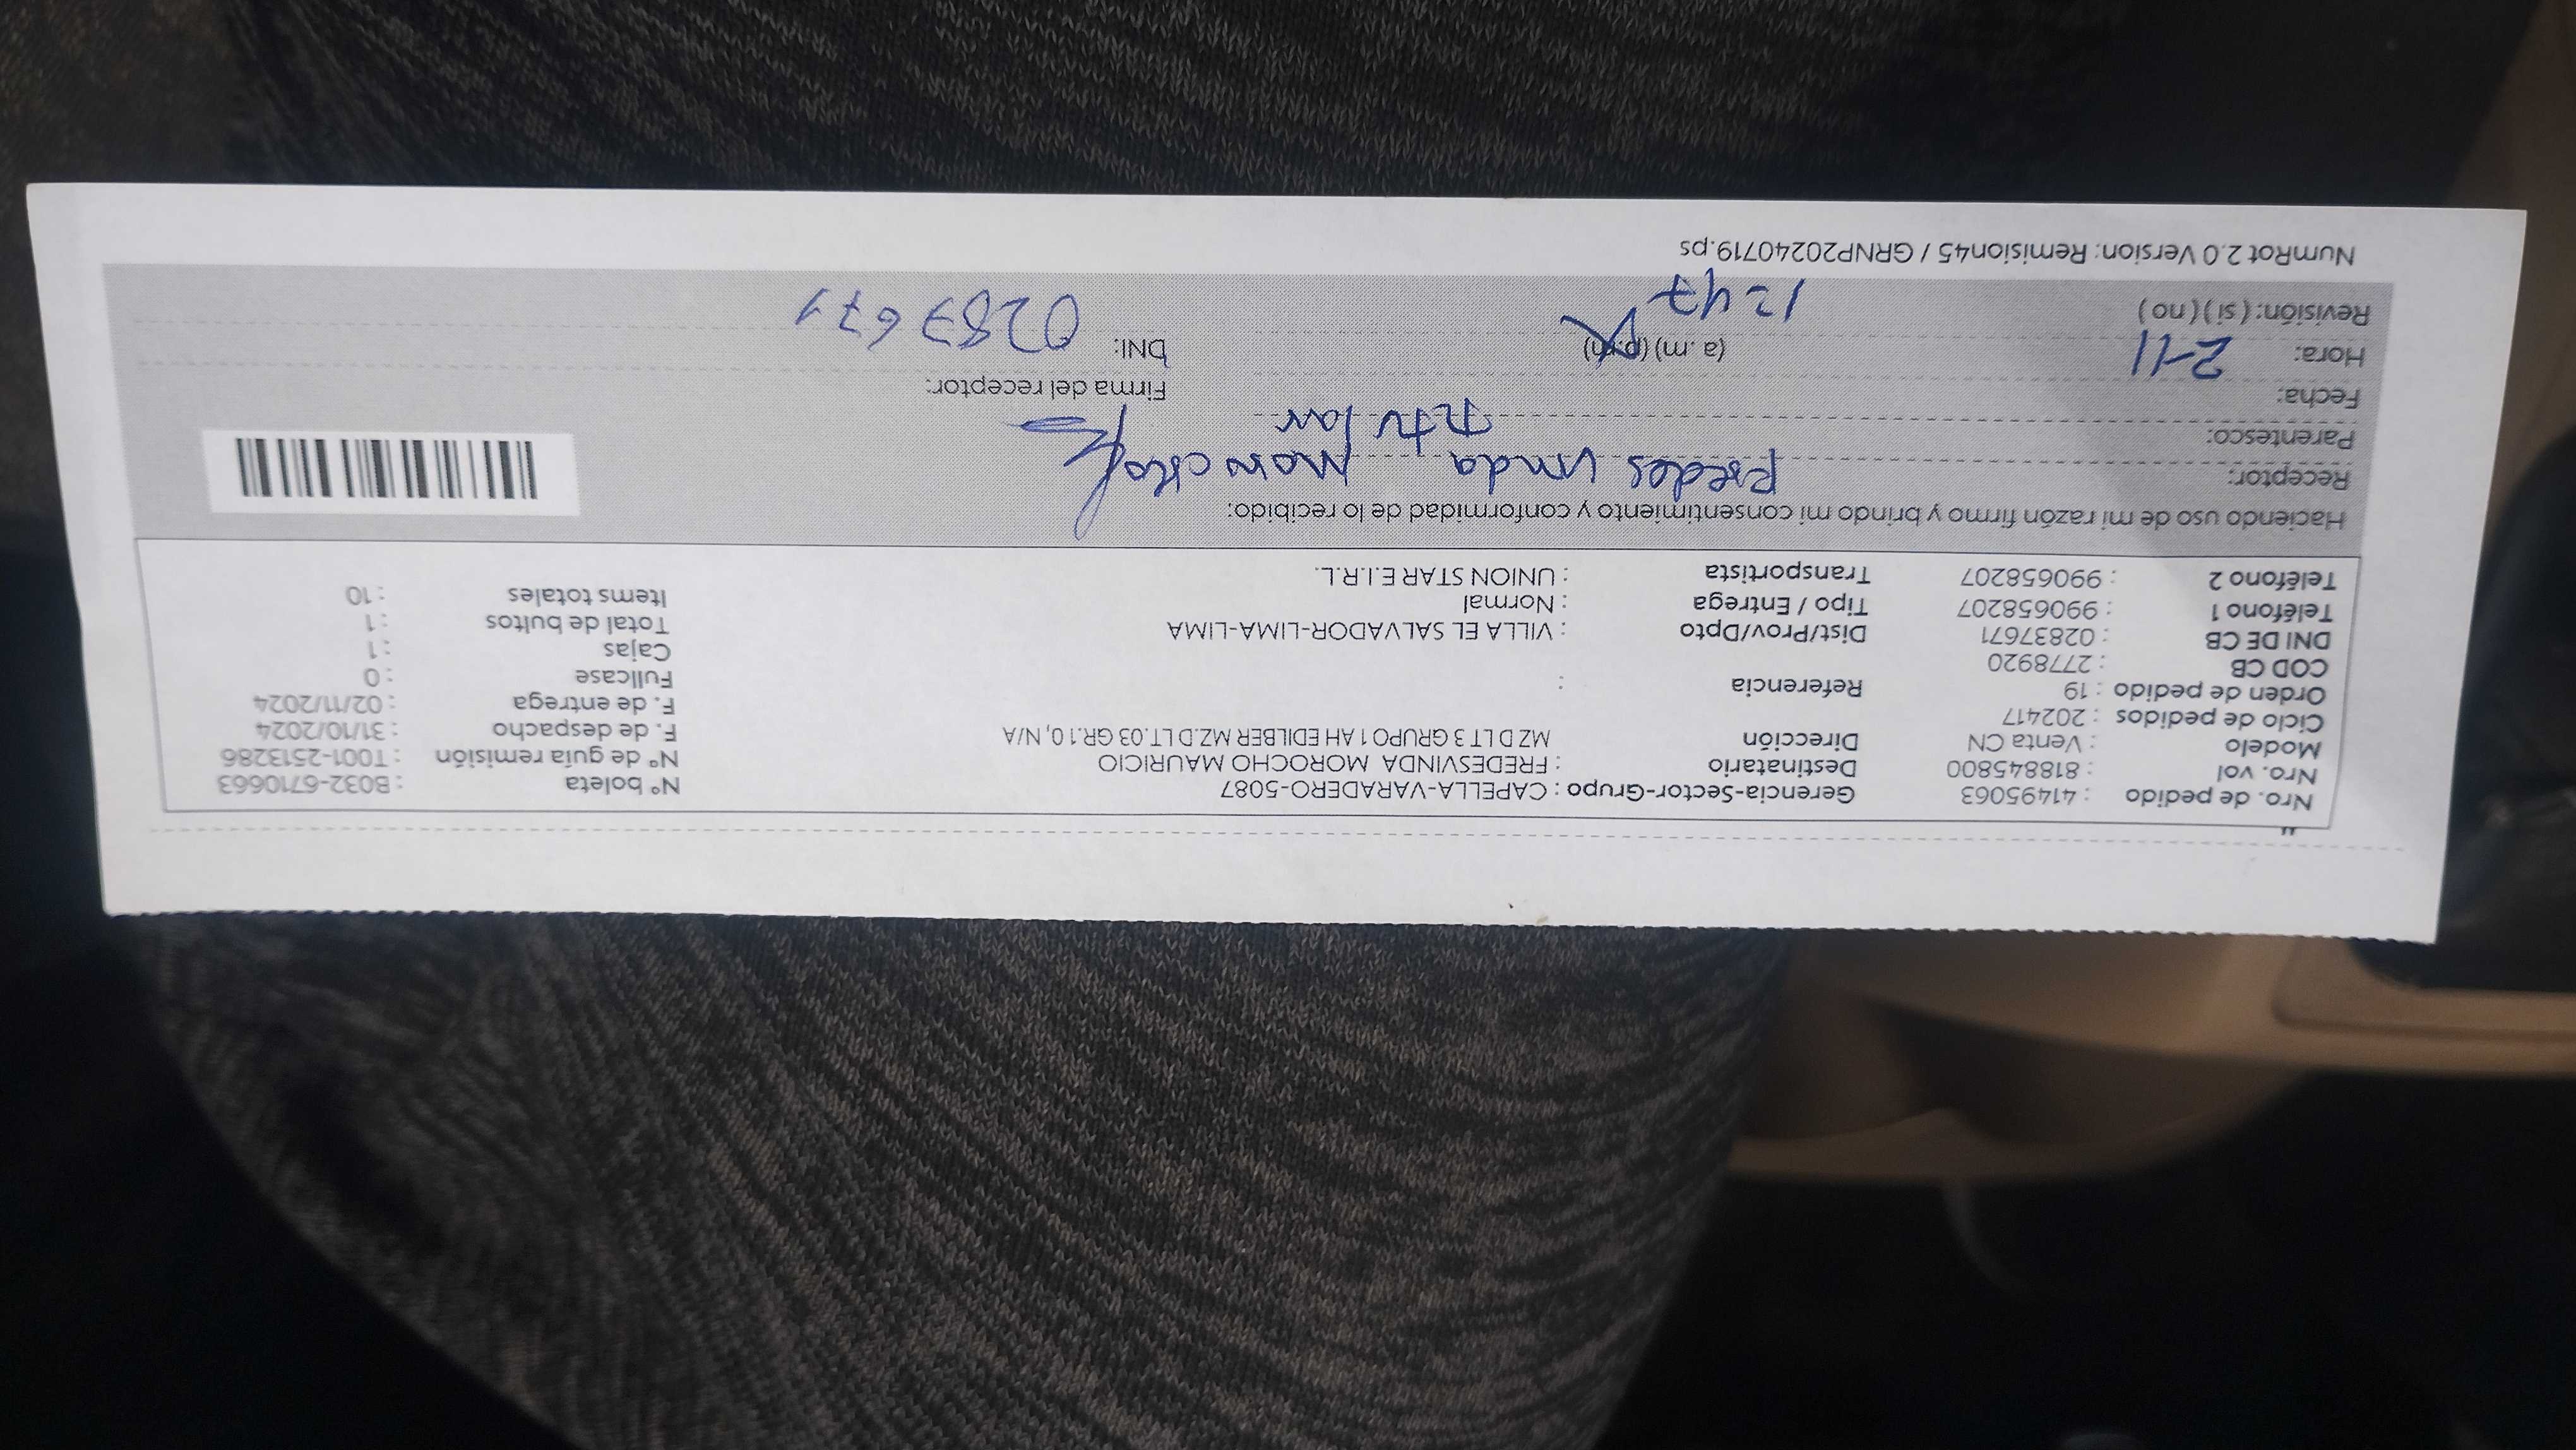 Nro. de pedido : 41495063 Gerencia-Sector-Grupo : CAPELLA-VARADERO-5087 N° boleta : B032-6710663
Nro. vol : 818845800 Destinatario : FREDESVINDA MOROCHO MAURICIO N° de guía remisión : T001-2513286
Modelo : Venta CN Dirección MZ D LT 3 GRUPO 1 AH EDILBER MZ.D LT.03 GR.10, N/A F. de despacho : 31/10/2024
Ciclo de pedidos : 202417 F. de entrega : 02/11/2024
Orden de pedido : 19 Referencia : Fullcase : 0
COD CB : 2778920 Cajas : 1
DNI DE CB : 02837671 Dist/Prov/Dpto : VILLA EL SALVADOR-LIMA-LIMA Total de bultos : 1
Teléfono 1 : 990658207 Tipo / Entrega : Normal Items totales : 10
Teléfono 2 : 990658207 Transportista : UNION STAR E.I.R.L.
Haciendo uso de mi razón firmo y brindo mi consentimiento y conformidad de lo recibido:
Receptor:
Parentesco:
Fecha: Firma del receptor:
Hora: 2-11 (a.m) (p.m) DNI: 0283 671
Revisión: (si) (no) 12 47
NumRot 2.0 Version: Remision45 / GRNP20240719.ps